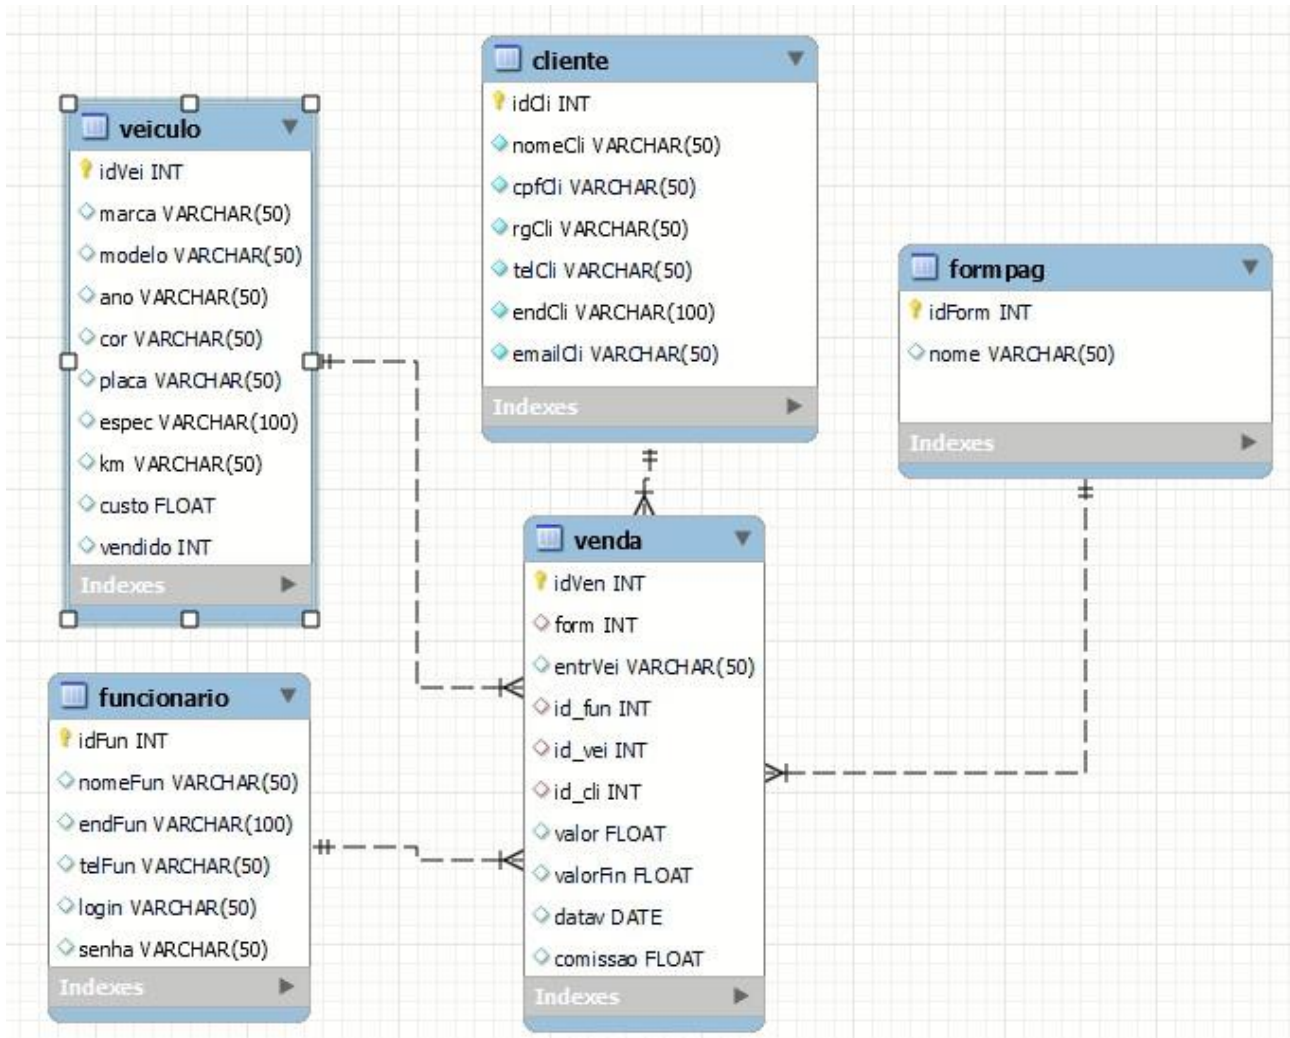 cliente
idCli INT
nomeCli VARCHAR(50)
cpfCli VARCHAR(50)
rgCli VARCHAR(50)
telCli VARCHAR(50)
endCli VARCHAR(100)
emailCli VARCHAR(50)
Indexes
veiculo
idVei INT
marca VARCHAR(50)
modelo VARCHAR(50)
ano VARCHAR(50)
cor VARCHAR(50)
placa VARCHAR(50)
espec VARCHAR(100)
km VARCHAR(50)
custo FLOAT
vendido INT
Indexes
formpag
idForm INT
nome VARCHAR(50)
Indexes
venda
idVen INT
form INT
entrVei VARCHAR(50)
id_fun INT
id_vei INT
id_cli INT
valor FLOAT
valorFin FLOAT
datav DATE
comissao FLOAT
Indexes
funcionario
idFun INT
nomeFun VARCHAR(50)
endFun VARCHAR(100)
telFun VARCHAR(50)
login VARCHAR(50)
senha VARCHAR(50)
Indexes